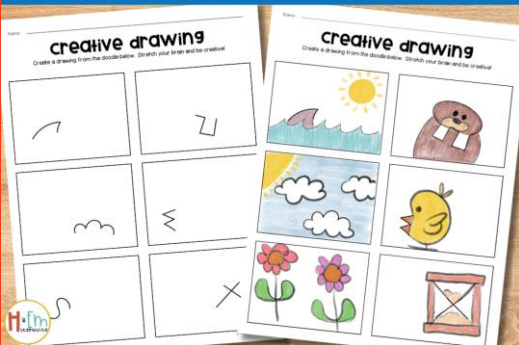 Name:
creative drawing
Create a drawing from the doodle below. Stretch your brain and be creative!
Name:
creative drawing
Create a drawing from the doodle below. Stretch your brain and be creative!